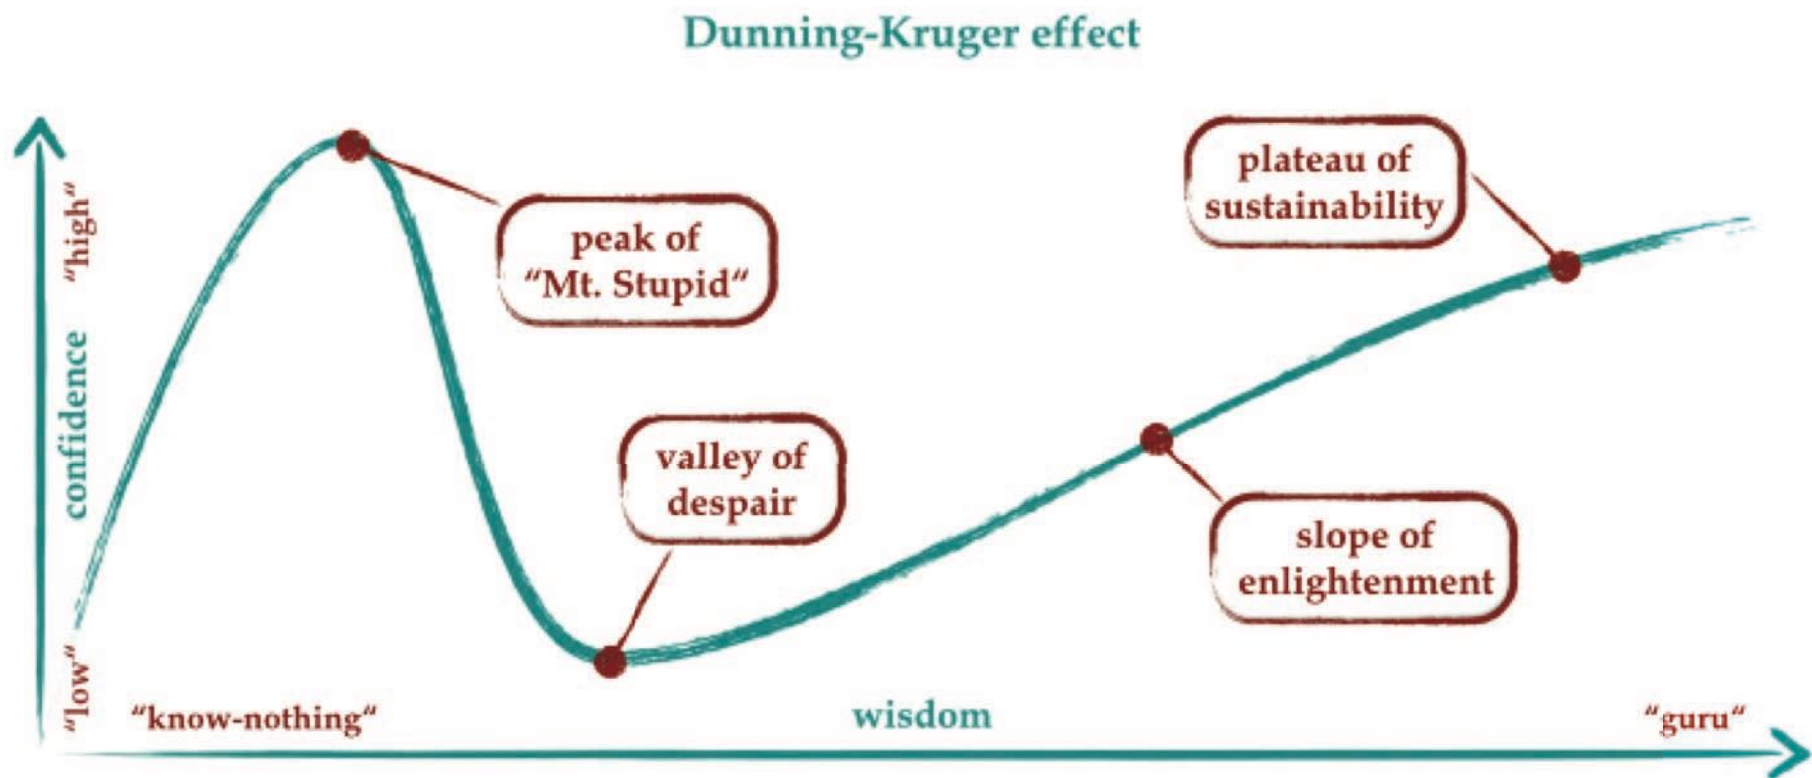 Dunning-Kruger effect
"high"
confidence
"low"
peak of
"Mt. Stupid"
valley of
despair
plateau of
sustainability
slope of
enlightenment
"know-nothing"
wisdom
"guru"